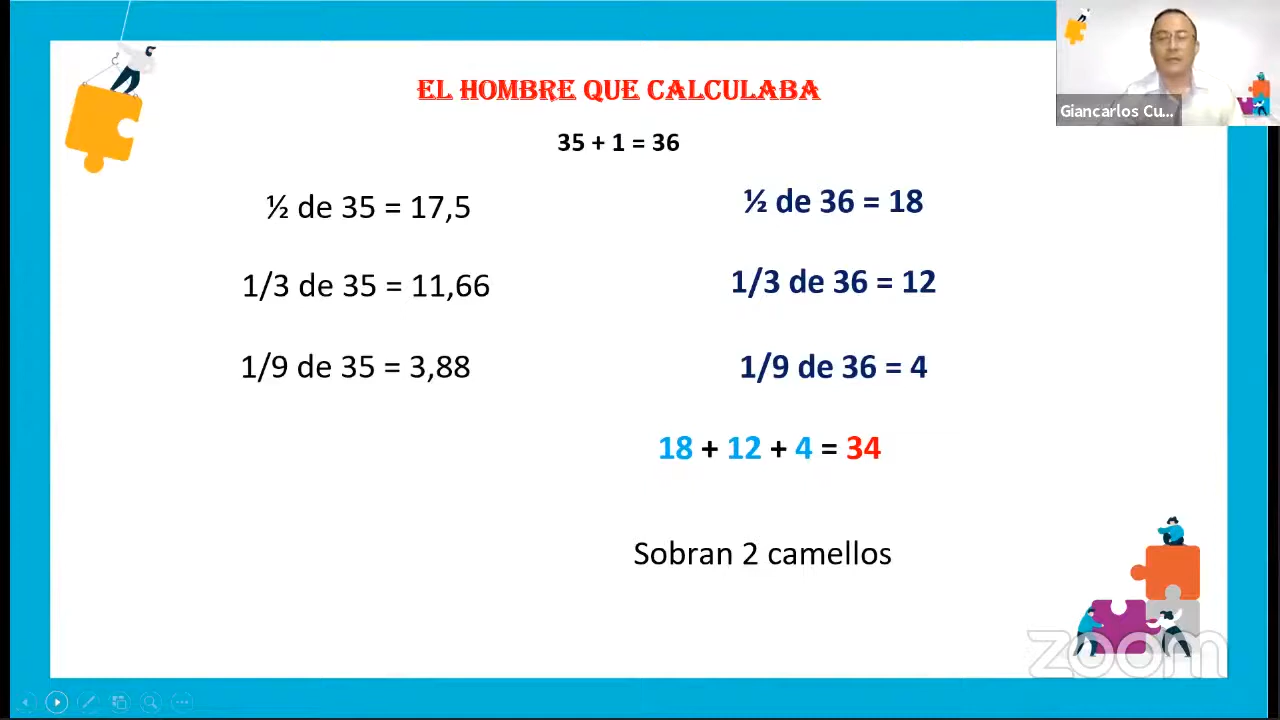 EL HOMBRE QUE CALCULABA
35 + 1 = 36
½ de 35 = 17,5
½ de 36 = 18
1/3 de 35 = 11,66
1/3 de 36 = 12
1/9 de 35 = 3,88
1/9 de 36 = 4
18 + 12 + 4 = 34
Sobran 2 camellos
Giancarlos Cu...
zoom